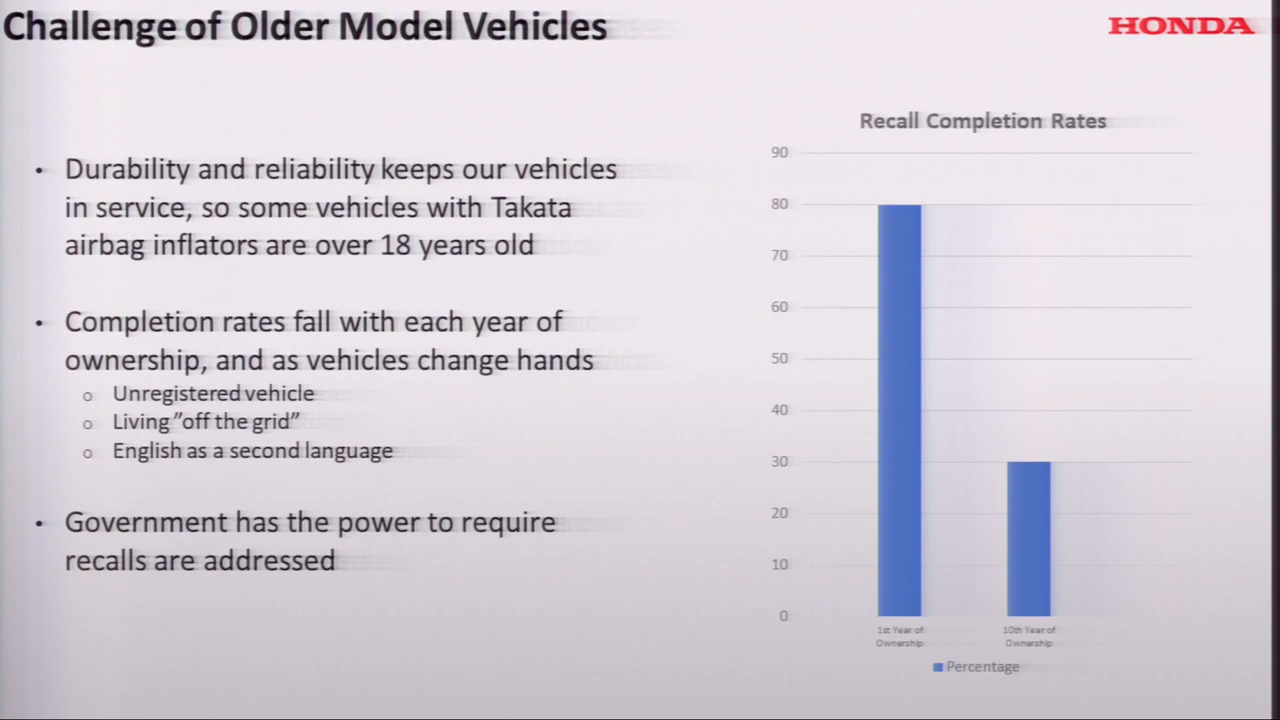 Challenge of Older Model Vehicles
HONDA
• Durability and reliability keeps our vehicles
in service, so some vehicles with Takata
airbag inflators are over 18 years old
• Completion rates fall with each year of
ownership, and as vehicles change hands
o Unregistered vehicle
o Living ”off the grid”
o English as a second language
• Government has the power to require
recalls are addressed
Recall Completion Rates
90
80
70
60
50
40
30
20
10
0
1st Year of
Ownership
10th Year of
Ownership
Percentage